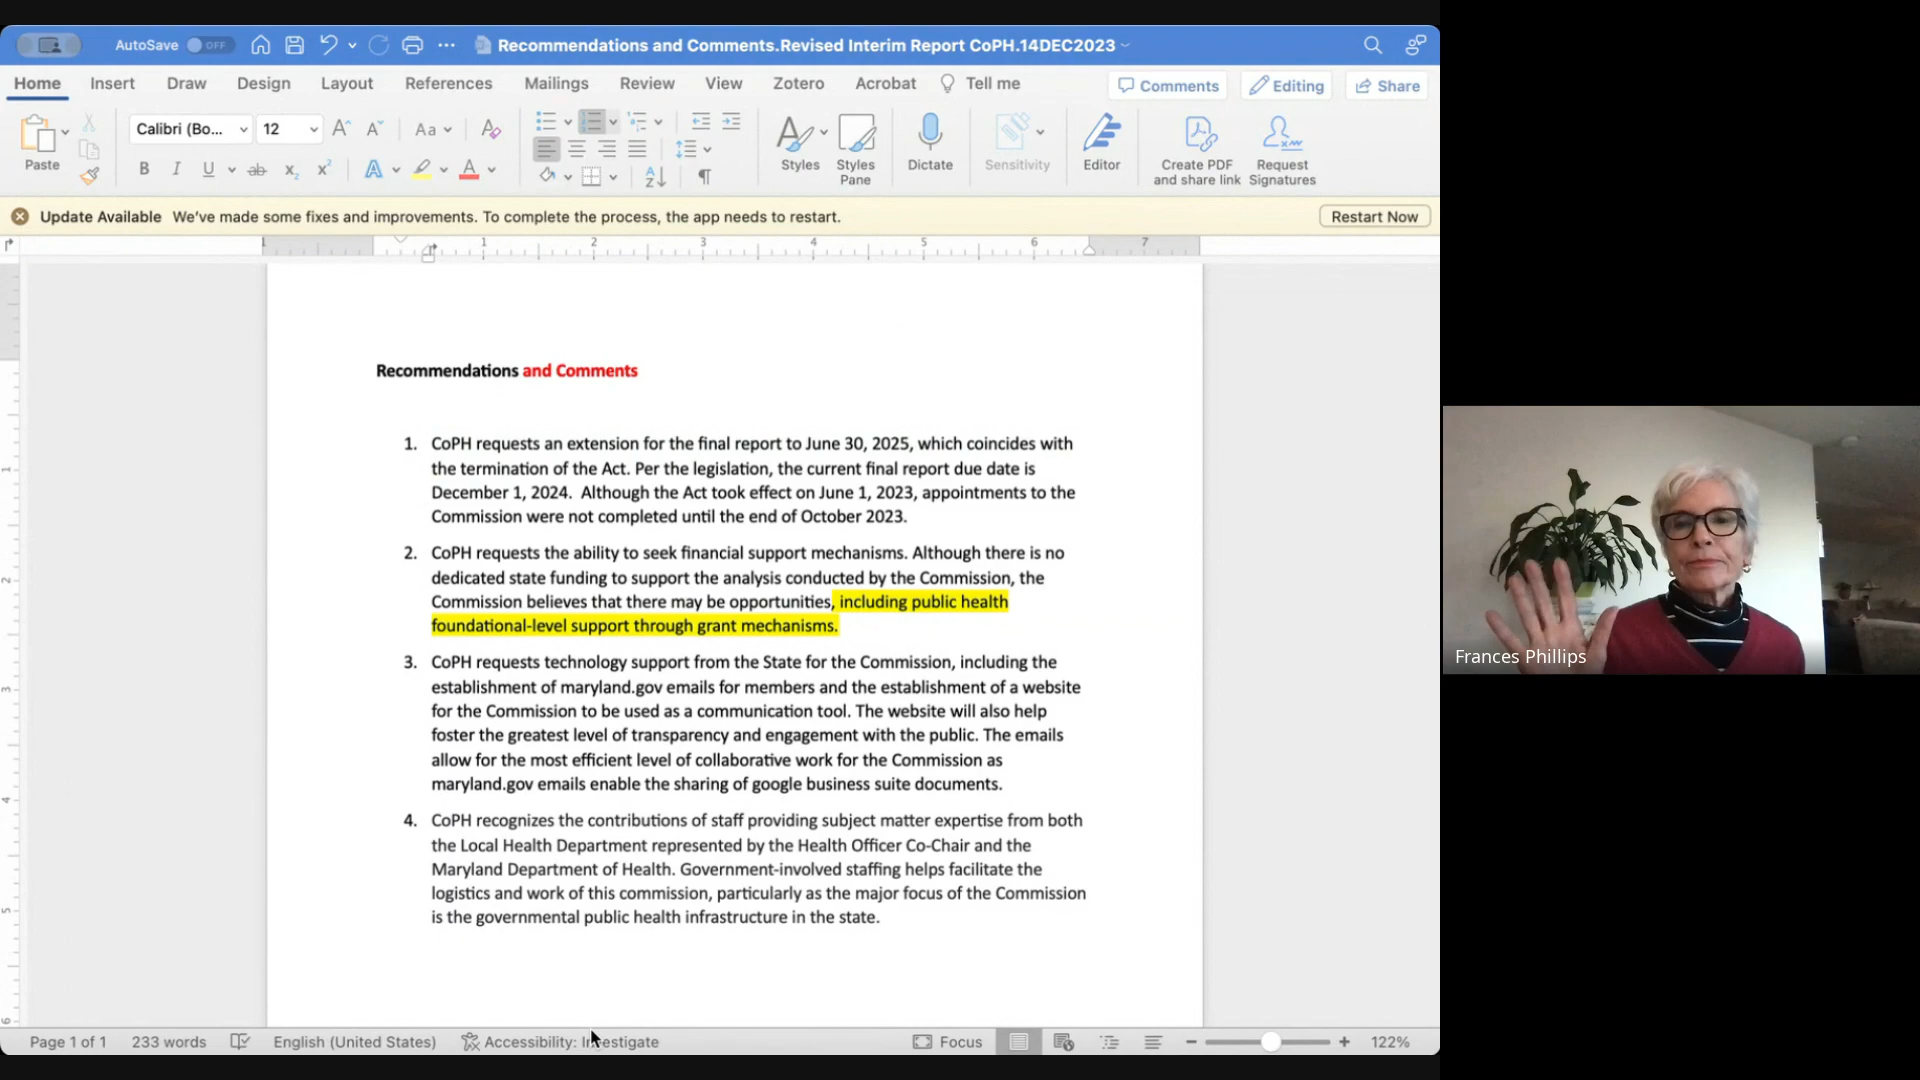 AutoSave OFF Recommendations and Comments.Revised Interim Report CoPH.14DEC2023
Home Insert Draw Design Layout References Mailings Review View Zotero Acrobat Tell me Comments Editing Share
Calibri (Bo... 12
Paste Styles Styles Pane Dictate Sensitivity Editor Create PDF and share link Request Signatures
Update Available We've made some fixes and improvements. To complete the process, the app needs to restart. Restart Now
1 1 2 3 4 5 6 7
Recommendations and Comments
1. CoPH requests an extension for the final report to June 30, 2025, which coincides with
the termination of the Act. Per the legislation, the current final report due date is
December 1, 2024. Although the Act took effect on June 1, 2023, appointments to the
Commission were not completed until the end of October 2023.
2. CoPH requests the ability to seek financial support mechanisms. Although there is no
dedicated state funding to support the analysis conducted by the Commission, the
Commission believes that there may be opportunities, including public health
foundational-level support through grant mechanisms.
3. CoPH requests technology support from the State for the Commission, including the
establishment of maryland.gov emails for members and the establishment of a website
for the Commission to be used as a communication tool. The website will also help
foster the greatest level of transparency and engagement with the public. The emails
allow for the most efficient level of collaborative work for the Commission as
maryland.gov emails enable the sharing of google business suite documents.
4. CoPH recognizes the contributions of staff providing subject matter expertise from both
the Local Health Department represented by the Health Officer Co-Chair and the
Maryland Department of Health. Government-involved staffing helps facilitate the
logistics and work of this commission, particularly as the major focus of the Commission
is the governmental public health infrastructure in the state.
Page 1 of 1 233 words English (United States) Accessibility: Investigate Focus 122%
Frances Phillips